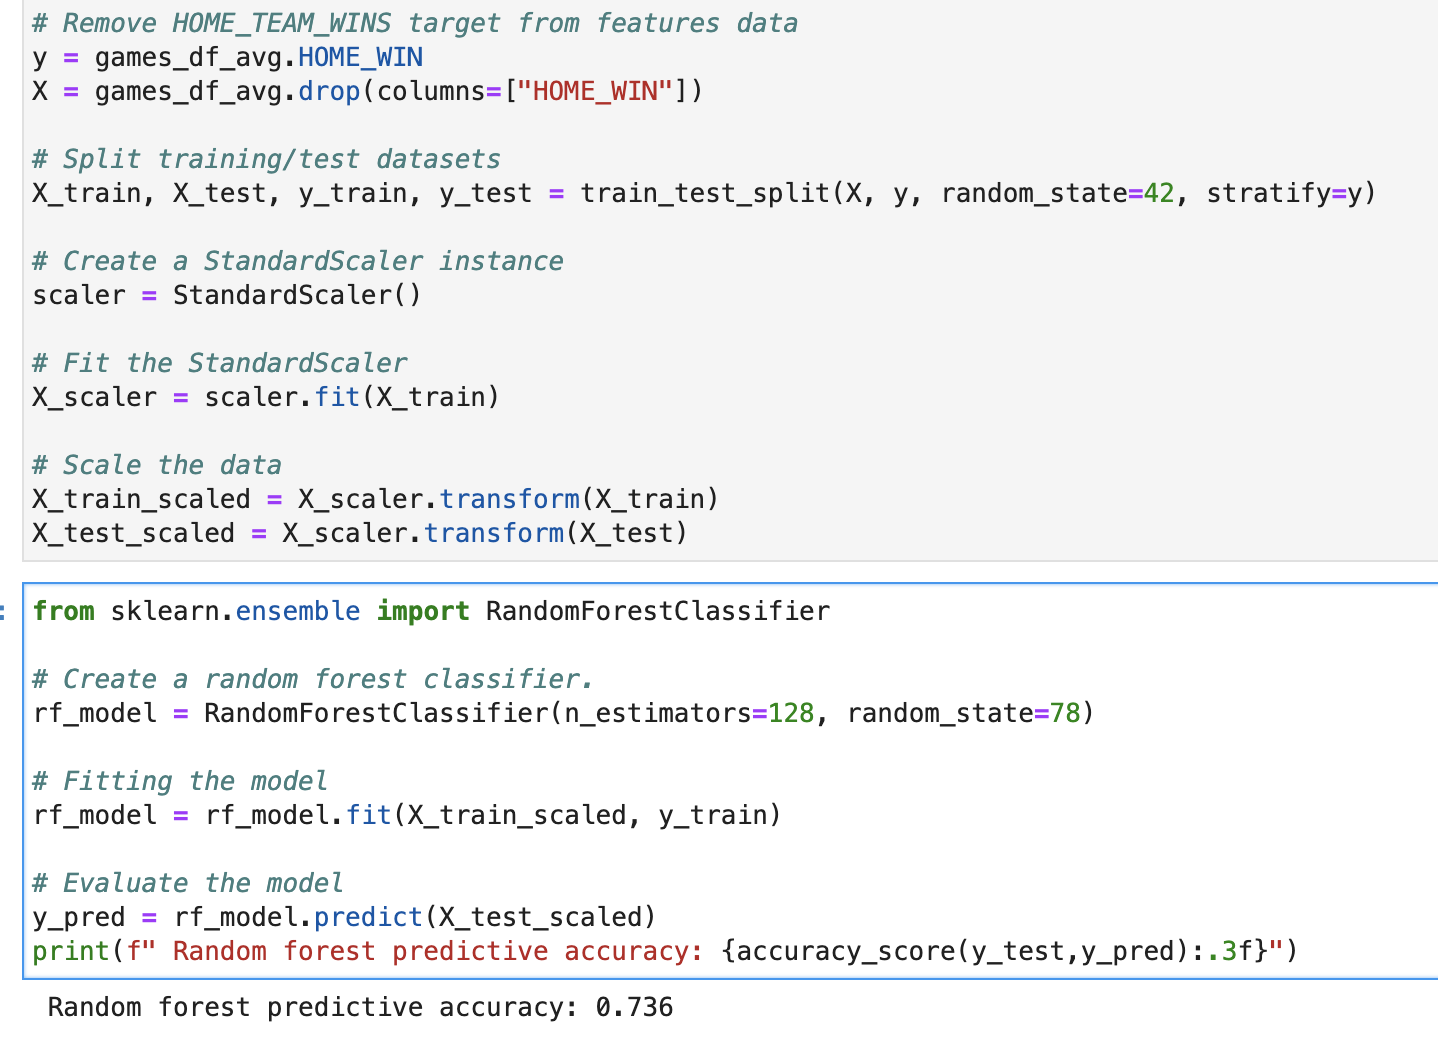 # Remove HOME_TEAM_WINS target from features data
y = games_df_avg.HOME_WIN
X = games_df_avg.drop(columns=["HOME_WIN"])
# Split training/test datasets
X_train, X_test, y_train, y_test = train_test_split(X, y, random_state=42, stratify=y)
# Create a StandardScaler instance
scaler = StandardScaler()
# Fit the StandardScaler
X_scaler = scaler.fit(X_train)
# Scale the data
X_train_scaled = X_scaler.transform(X_train)
X_test_scaled = X_scaler.transform(X_test)
: from sklearn.ensemble import RandomForestClassifier
# Create a random forest classifier.
rf_model = RandomForestClassifier(n_estimators=128, random_state=78)
# Fitting the model
rf_model = rf_model.fit(X_train_scaled, y_train)
# Evaluate the model
y_pred = rf_model.predict(X_test_scaled)
print(f" Random forest predictive accuracy: {accuracy_score(y_test,y_pred):.3f}")
Random forest predictive accuracy: 0.736